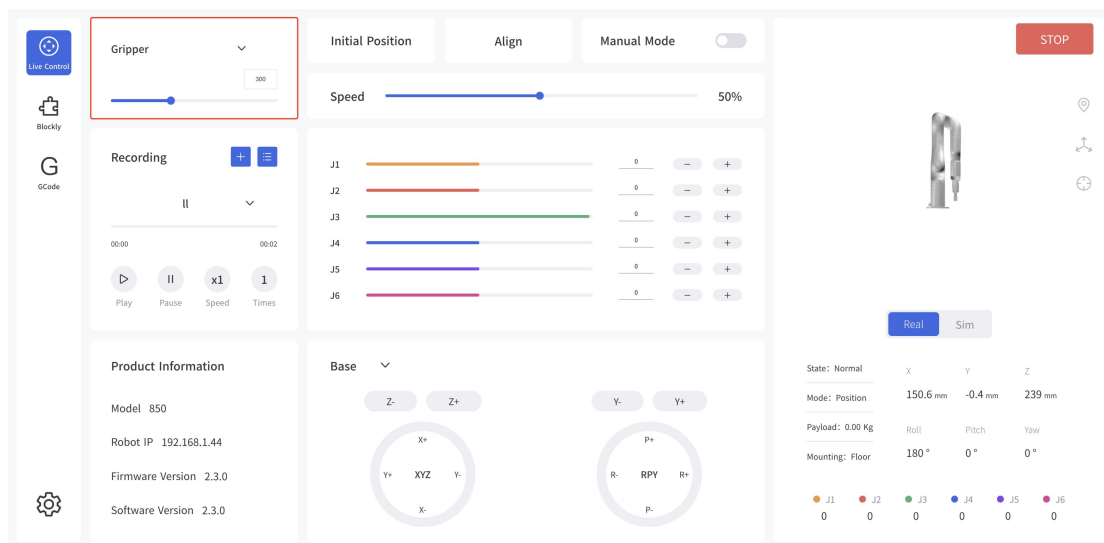 Live Control
Blockly
G
GCode
Gripper
300
Initial Position
Align
Manual Mode
STOP
Speed
50%
Recording
ll
00:00
00:02
x1
1
Play
Pause
Speed
Times
J1
0
J2
0
J3
0
J4
0
J5
0
J6
0
Real
Sim
Product Information
Model 850
Robot IP 192.168.1.44
Firmware Version 2.3.0
Software Version 2.3.0
Base
Z-
Z+
X+
Y+
XYZ
Y-
X-
Y-
Y+
P+
R-
RPY
R+
P-
State: Normal
Mode: Position
Payload: 0.00 Kg
Mounting: Floor
X
Y
Z
150.6 mm
-0.4 mm
239 mm
Roll
Pitch
Yaw
180 °
0 °
0 °
J1
J2
J3
J4
J5
J6
0
0
0
0
0
0